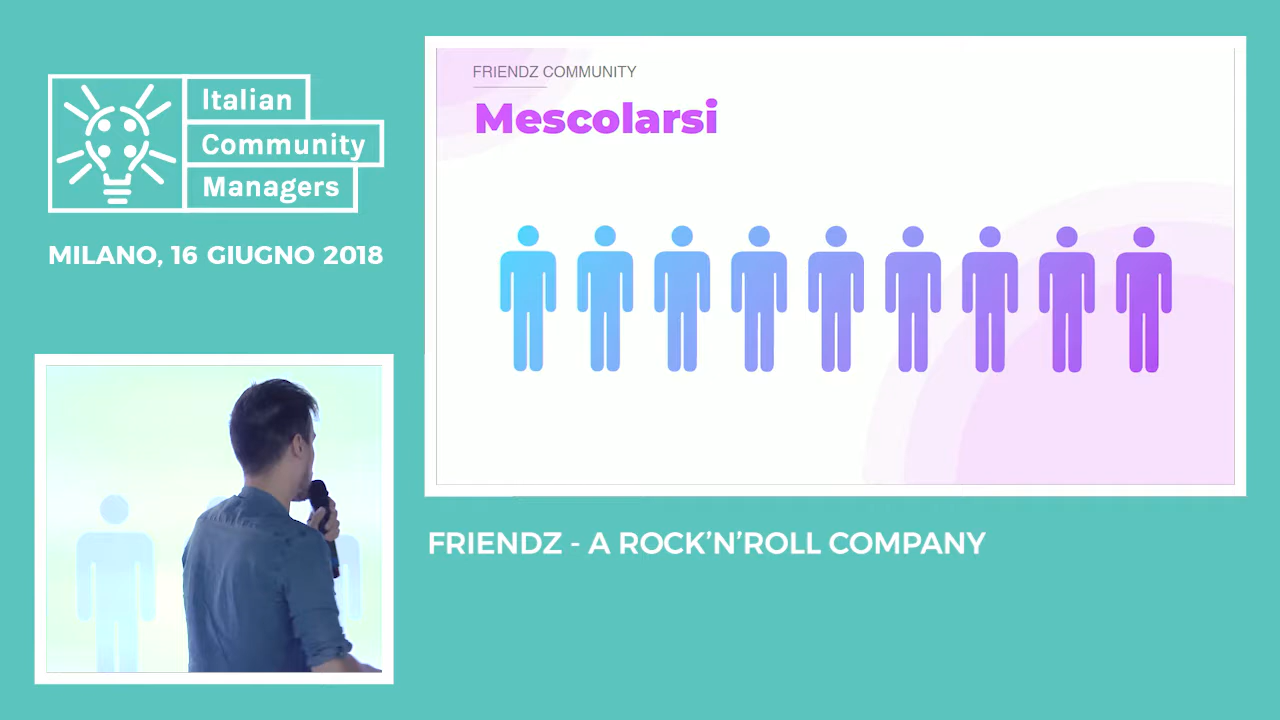 Italian
Community
Managers
MILANO, 16 GIUGNO 2018
FRIENDZ COMMUNITY
Mescolarsi
FRIENDZ - A ROCK’N’ROLL COMPANY